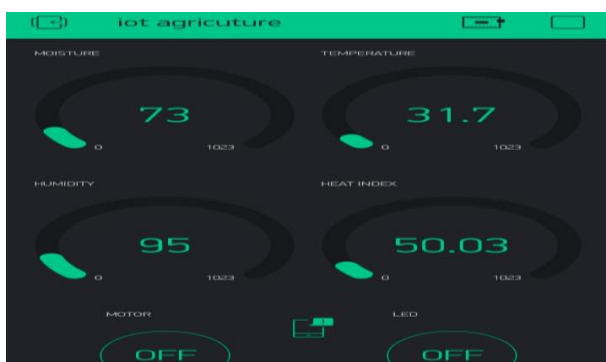 iot agricuture
MOISTURE
TEMPERATURE
73
31.7
0
1023
0
1023
HUMIDITY
HEAT INDEX
95
50.03
0
1023
0
1023
MOTOR
LED
OFF
OFF